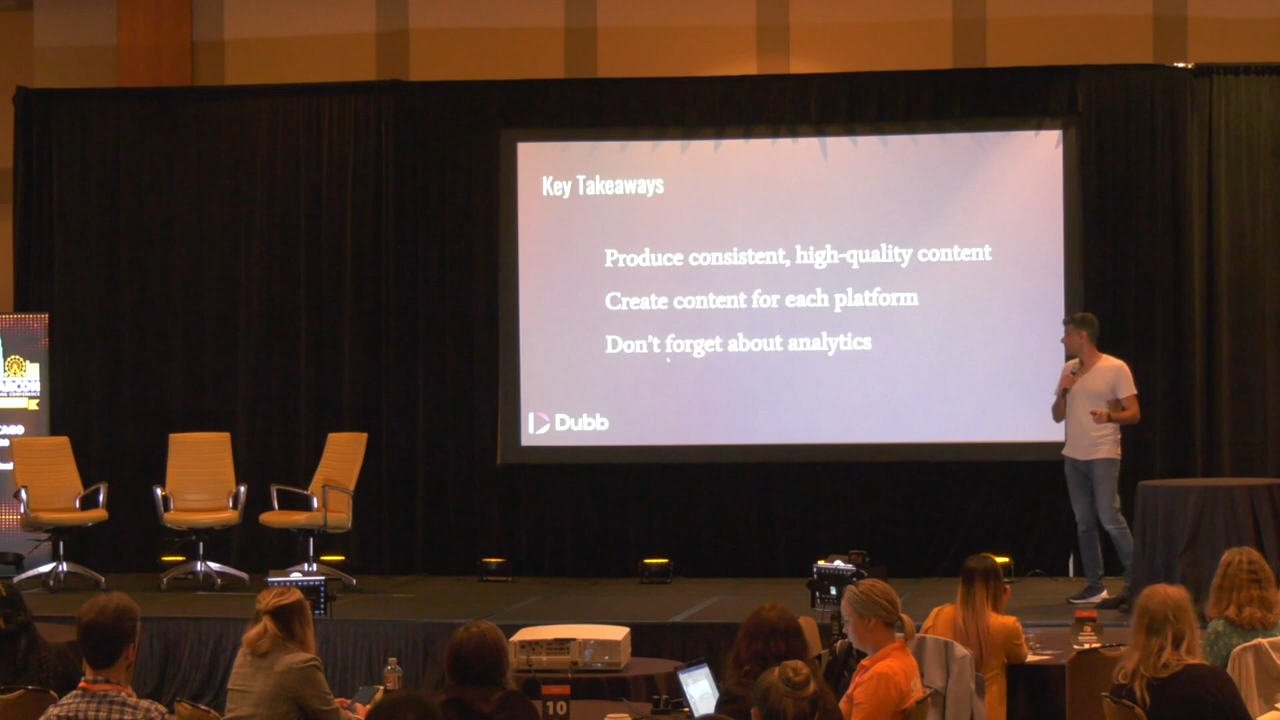 Key Takeaways
Produce consistent, high-quality content
Create content for each platform
Don't forget about analytics
Dubb
10